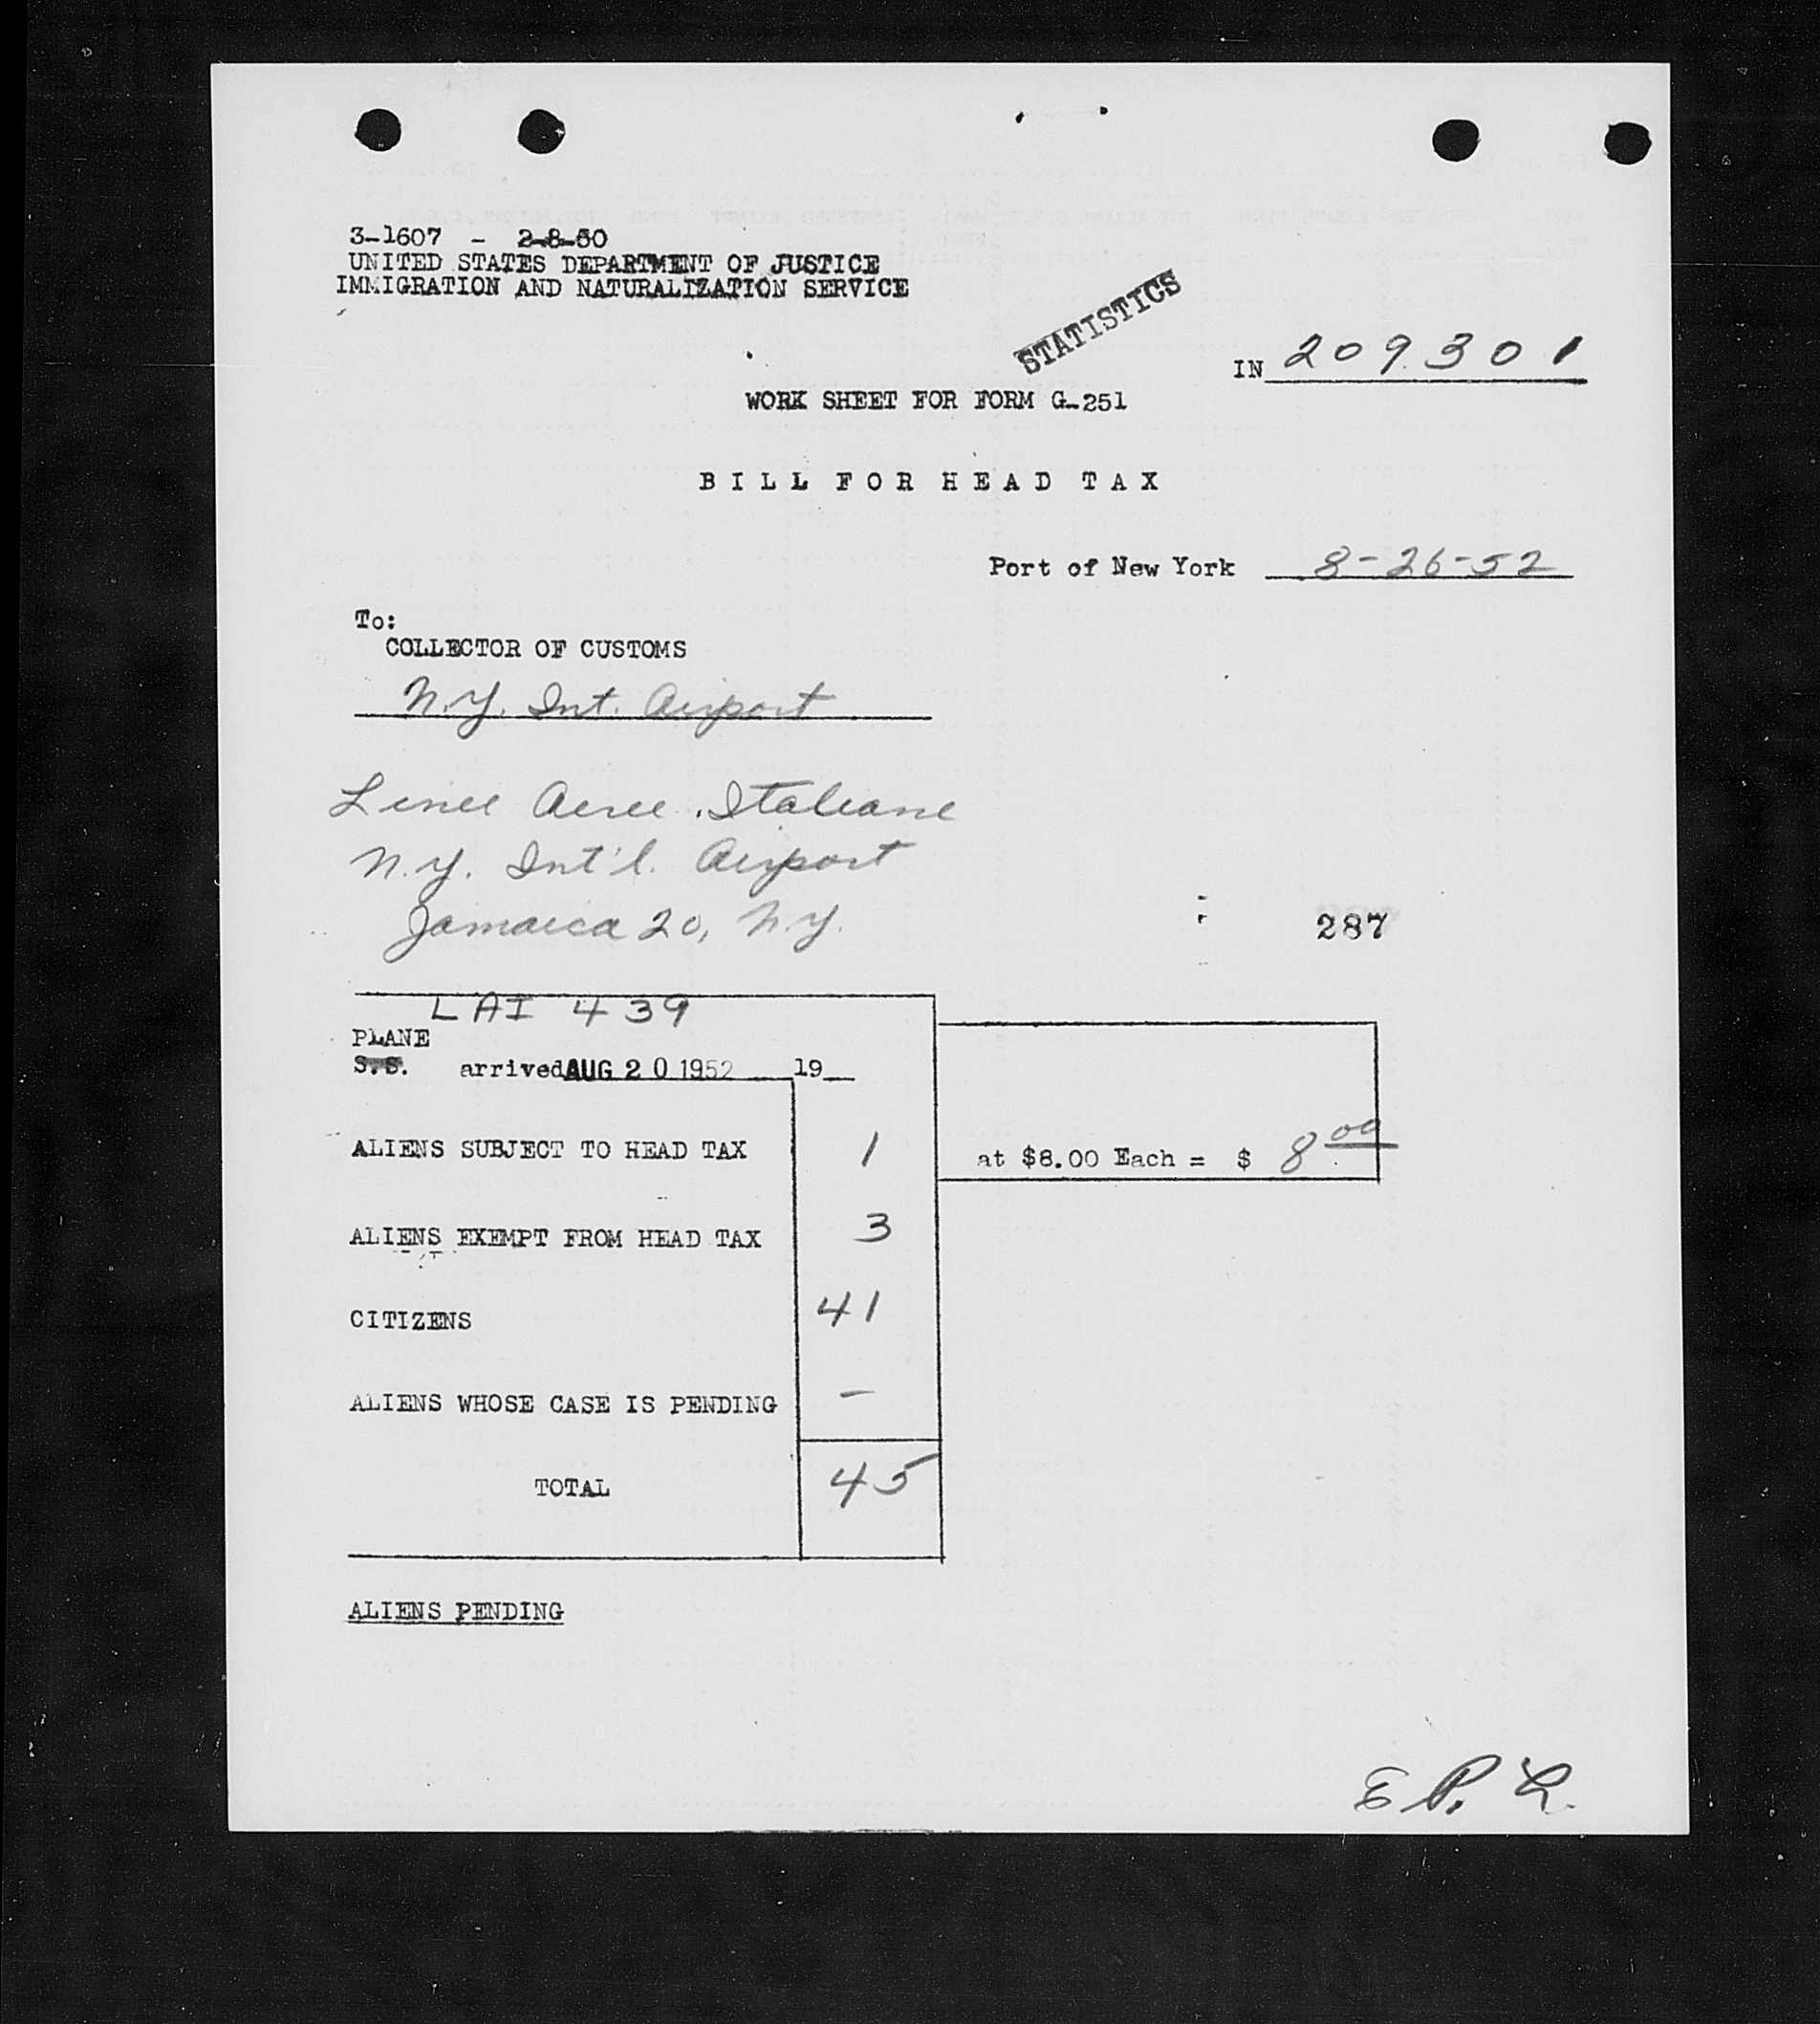 3-1607 - 2-8-50
UNITED STATES DEPARTMENT OF JUSTICE
IMMIGRATION AND NATURALIZATION SERVICE
STATISTICS
IN 209301
WORK SHEET FOR FORM G-251
BILL FOR HEAD TAX
Port of New York 8-26-52
To:
COLLECTOR OF CUSTOMS
N.Y. Int. Airport
Linee Aeree Italiane
N.Y. Int'l. Airport
Jamaica 20, N.Y.
287
LAI 439
PLANE
S.S. arrived AUG 20 1952 19
ALIENS SUBJECT TO HEAD TAX 1 at $8.00 Each = $ 8.00
ALIENS EXEMPT FROM HEAD TAX 3
CITIZENS 41
ALIENS WHOSE CASE IS PENDING -
TOTAL 45
ALIENS PENDING
E P. L.